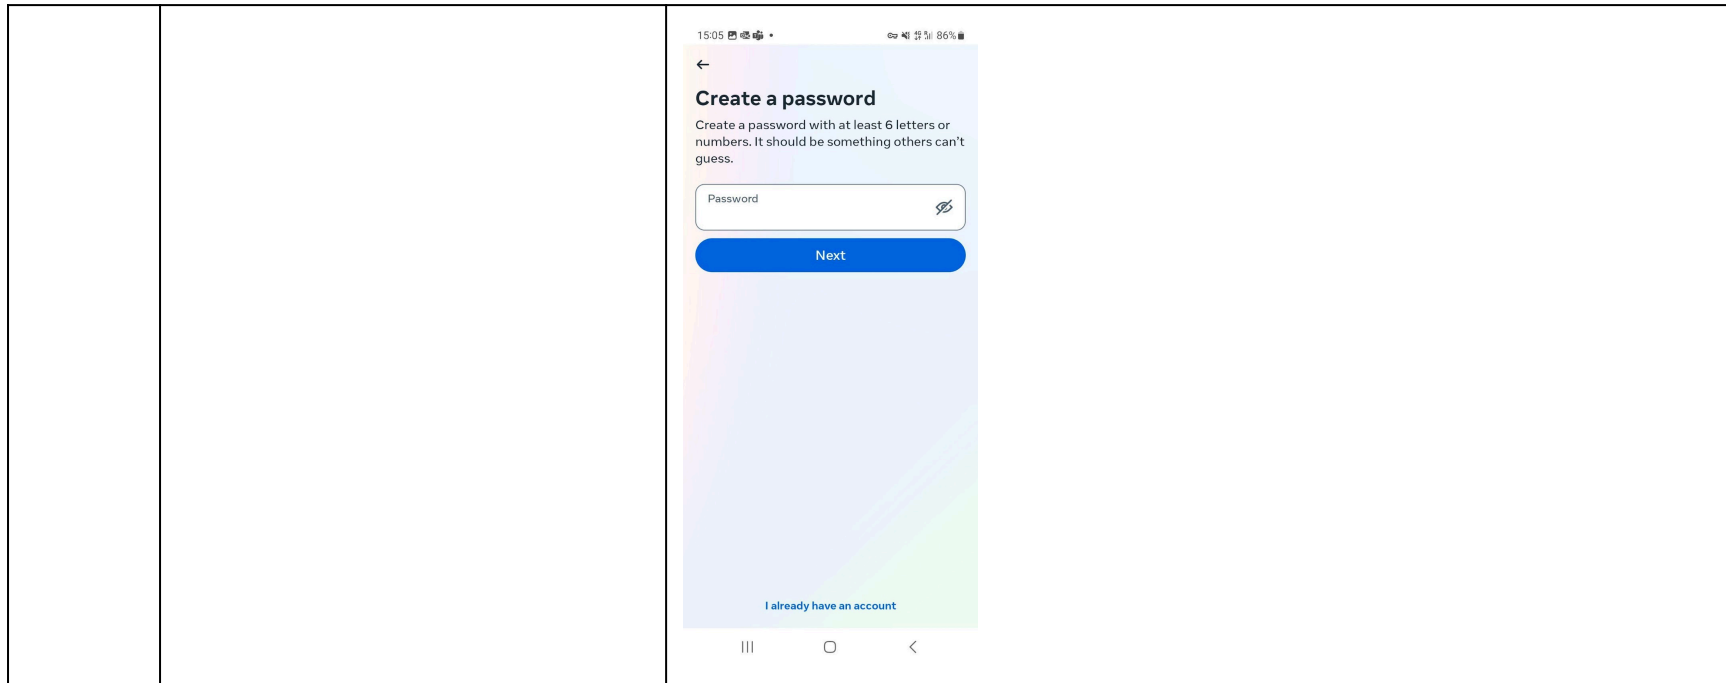 15:05 86%
Create a password
Create a password with at least 6 letters or
numbers. It should be something others can't
guess.
Password
Next
I already have an account